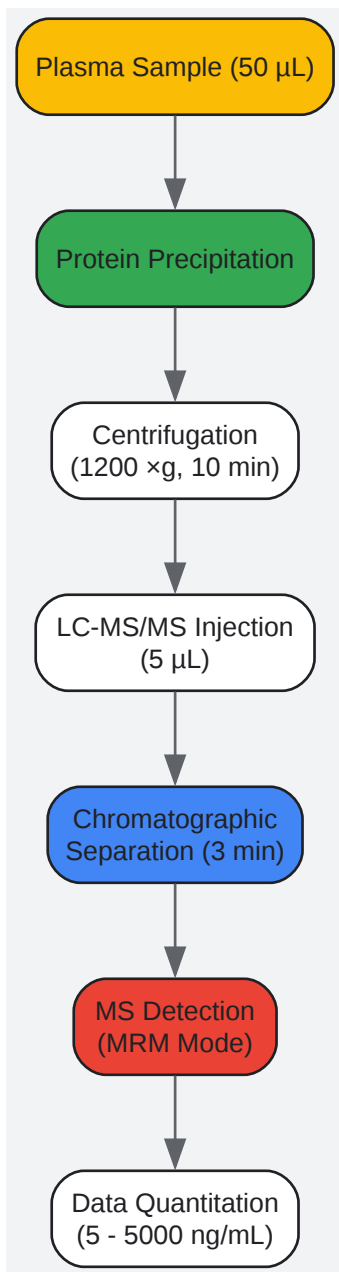 Plasma Sample (50 µL)
Protein Precipitation
Centrifugation
(1200 ×g, 10 min)
LC-MS/MS Injection
(5 µL)
Chromatographic
Separation (3 min)
MS Detection
(MRM Mode)
Data Quantitation
(5 - 5000 ng/mL)